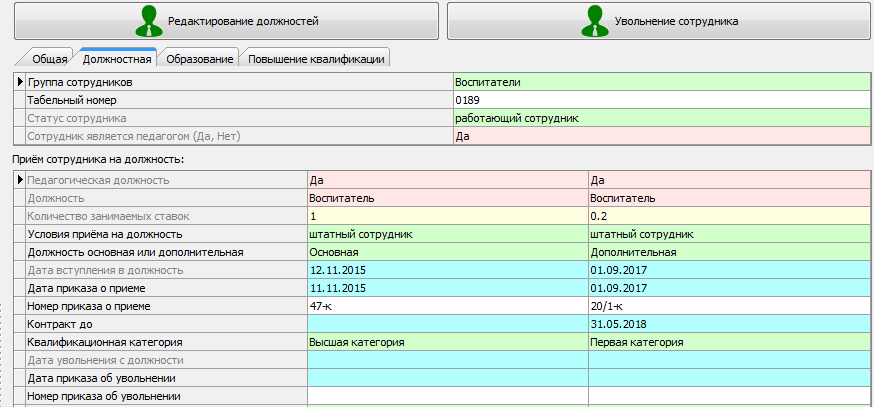 Редактирование должностей Увольнение сотрудника
Общая Должностная Образование Повышение квалификации
Группа сотрудников Воспитатели
Табельный номер 0189
Статус сотрудника работающий сотрудник
Сотрудник является педагогом (Да, Нет) Да
Приём сотрудника на должность:
Педагогическая должность Да Да
Должность Воспитатель Воспитатель
Количество занимаемых ставок 1 0.2
Условия приёма на должность штатный сотрудник штатный сотрудник
Должность основная или дополнительная Основная Дополнительная
Дата вступления в должность 12.11.2015 01.09.2017
Дата приказа о приеме 11.11.2015 01.09.2017
Номер приказа о приеме 47-к 20/1-к
Контракт до 31.05.2018
Квалификационная категория Высшая категория Первая категория
Дата увольнения с должности
Дата приказа об увольнении
Номер приказа об увольнении